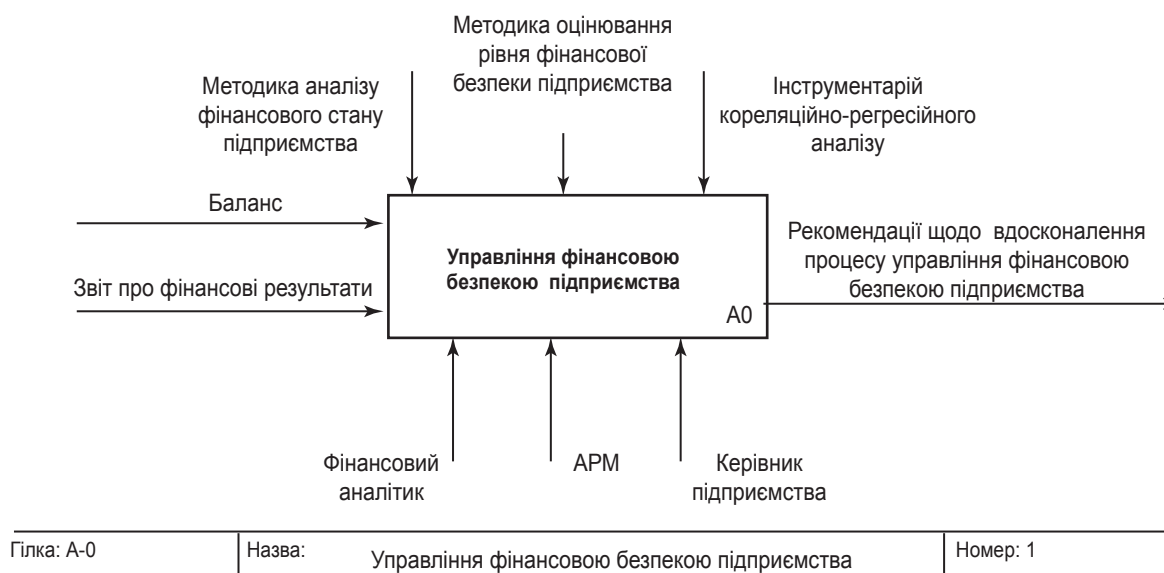 Методика оцінювання
рівня фінансової
безпеки підприємства
Методика аналізу
фінансового стану
підприємства
Інструментарій
кореляційно-регресійного
аналізу
Баланс
Звіт про фінансові результати
Управління фінансовою
безпекою підприємства
А0
Рекомендації щодо вдосконалення
процесу управління фінансовою
безпекою підприємства
Фінансовий
аналітик
АРМ
Керівник
підприємства
Гілка: А-0
Назва:
Управління фінансовою безпекою підприємства
Номер: 1